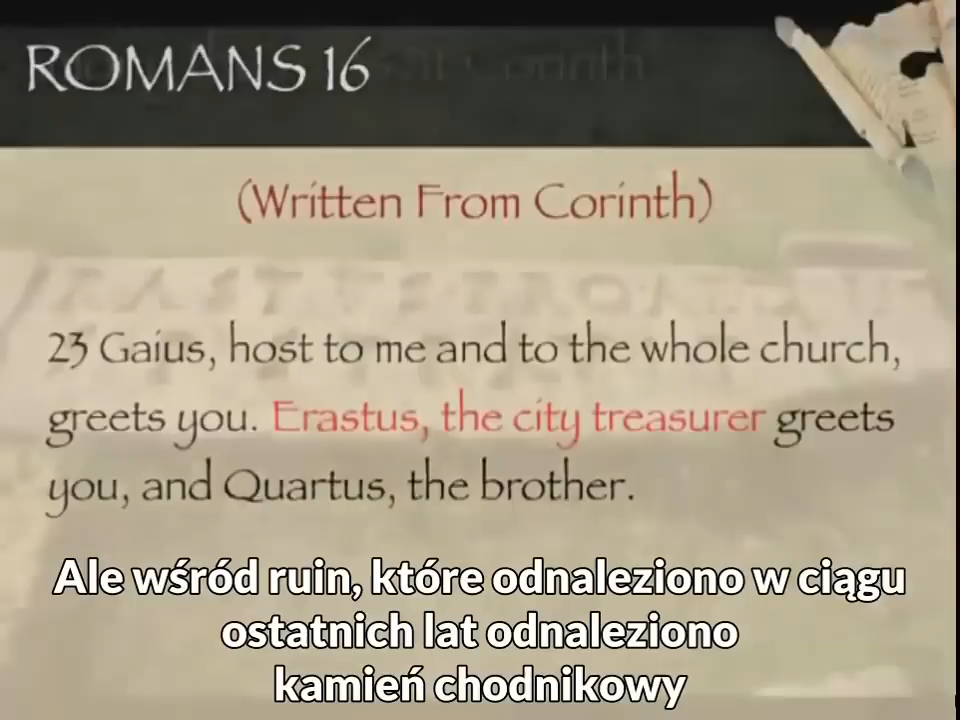 ROMANS 16
(Written From Corinth)
23 Gaius, host to me and to the whole church,
greets you. Erastus, the city treasurer greets
you, and Quartus, the brother.
Ale wśród ruin, które odnaleziono w ciągu
ostatnich lat odnaleziono
kamień chodnikowy